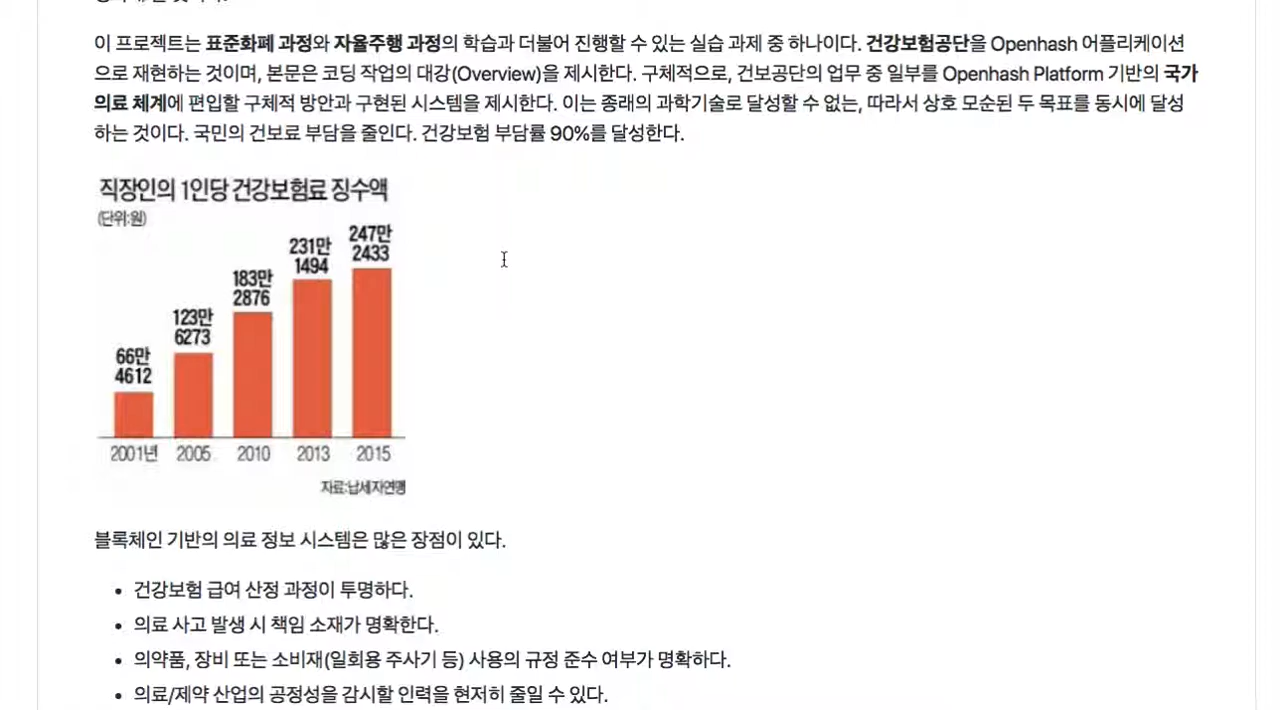 이 프로젝트는 표준화폐 과정와 자율주행 과정의 학습과 더불어 진행할 수 있는 실습 과제 중 하나이다. 건강보험공단을 Openhash 어플리케이션
으로 재현하는 것이며, 본문은 코딩 작업의 대강(Overview)을 제시한다. 구체적으로, 건보공단의 업무 중 일부를 Openhash Platform 기반의 국가
의료 체계에 편입할 구체적 방안과 구현된 시스템을 제시한다. 이는 종래의 과학기술로 달성할 수 없는, 따라서 상호 모순된 두 목표를 동시에 달성
하는 것이다. 국민의 건보료 부담을 줄인다. 건강보험 부담률 90%를 달성한다.
직장인의 1인당 건강보험료 징수액
(단위:원)
66만
4612
123만
6273
183만
2876
231만
1494
247만
2433
2001년 2005 2010 2013 2015
자료:납세자연맹
블록체인 기반의 의료 정보 시스템은 많은 장점이 있다.
• 건강보험 급여 산정 과정이 투명하다.
• 의료 사고 발생 시 책임 소재가 명확한다.
• 의약품, 장비 또는 소비재(일회용 주사기 등) 사용의 규정 준수 여부가 명확하다.
• 의료/제약 산업의 공정성을 감시할 인력을 현저히 줄일 수 있다.